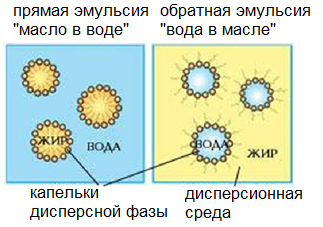 прямая эмульсия
"масло в воде"
обратная эмульсия
"вода в масле"
ЖИР
ВОДА
ВОДА
ЖИР
капельки
дисперсной фазы
дисперсионная
среда